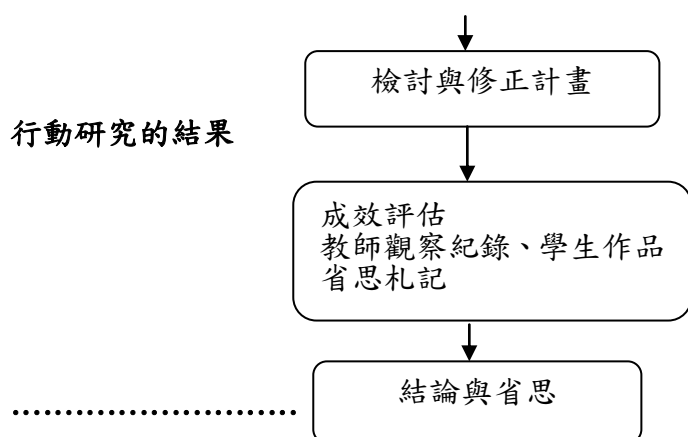 檢討與修正計畫
行動研究的結果
成效評估
教師觀察紀錄、學生作品
省思札記
結論與省思